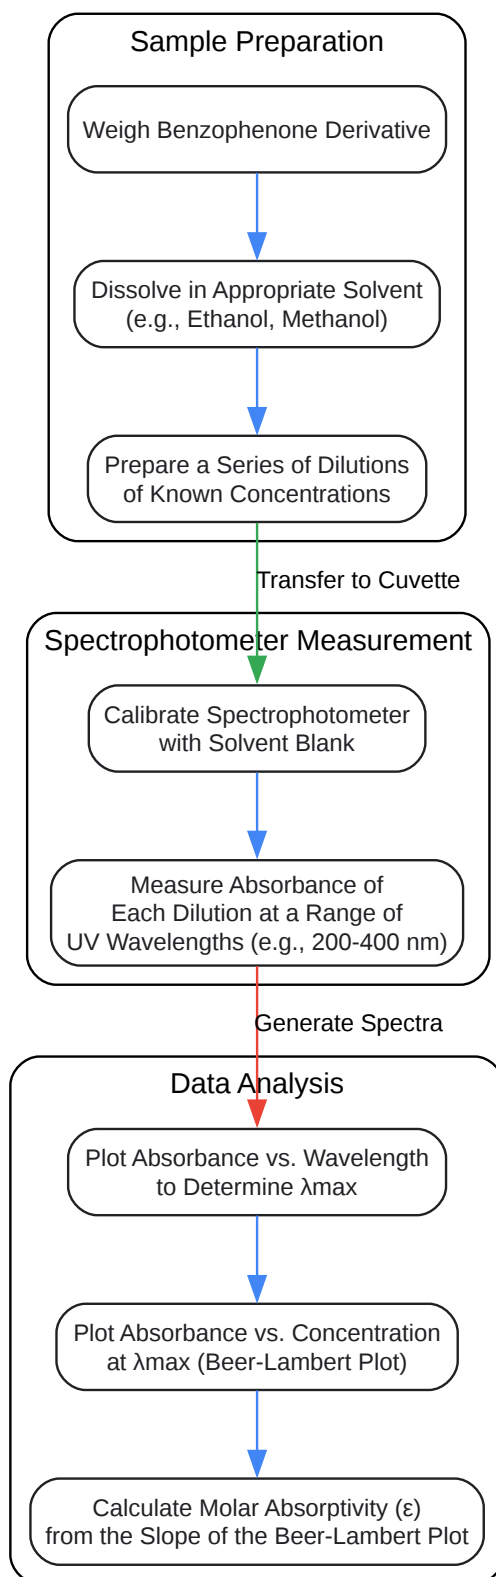 Sample Preparation
Weigh Benzophenone Derivative
Dissolve in Appropriate Solvent
(e.g., Ethanol, Methanol)
Prepare a Series of Dilutions
of Known Concentrations
Transfer to Cuvette
Spectrophotometer Measurement
Calibrate Spectrophotometer
with Solvent Blank
Measure Absorbance of
Each Dilution at a Range of
UV Wavelengths (e.g., 200-400 nm)
Generate Spectra
Data Analysis
Plot Absorbance vs. Wavelength
to Determine λmax
Plot Absorbance vs. Concentration
at λmax (Beer-Lambert Plot)
Calculate Molar Absorptivity (ε)
from the Slope of the Beer-Lambert Plot